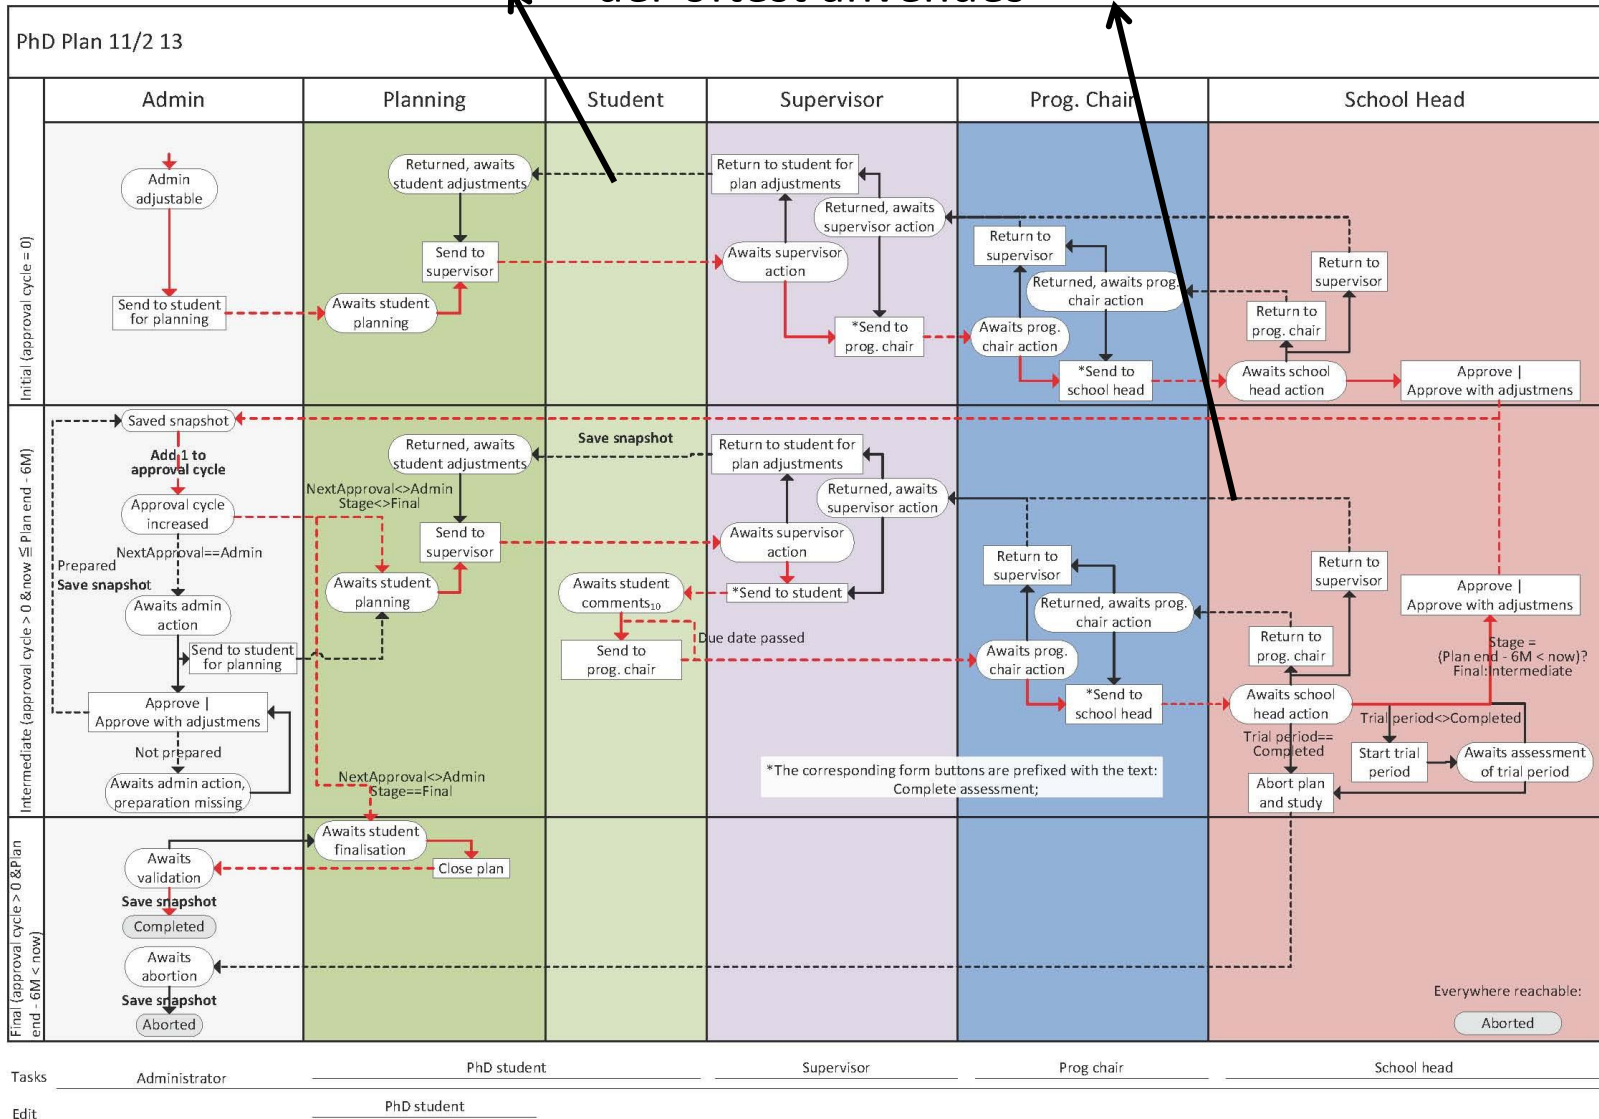 der oftest anvendes
PhD Plan 11/2 13
Admin
Planning
Student
Supervisor
Prog. Chair
School Head
Initial (approval cycle = 0)
Admin
adjustable
Send to student
for planning
Returned, awaits
student adjustments
Send to
supervisor
Awaits student
planning
Return to student for
plan adjustments
Returned, awaits
supervisor action
Awaits supervisor
action
*Send to
prog. chair
Return to
supervisor
Returned, awaits prog.
chair action
Awaits prog.
chair action
*Send to
school head
Return to
supervisor
Return to
prog. chair
Awaits school
head action
Approve |
Approve with adjustmens
Intermediate (approval cycle > 0 & now ≦ Plan end - 6M)
Saved snapshot
Add 1 to
approval cycle
Approval cycle
increased
NextApproval==Admin
Prepared
Save snapshot
Awaits admin
action
Send to student
for planning
Approve |
Approve with adjustmens
Not prepared
Awaits admin action,
preparation missing
Returned, awaits
student adjustments
NextApproval<>Admin
Stage<>Final
Send to
supervisor
Awaits student
planning
NextApproval<>Admin
Stage==Final
Save snapshot
Awaits student
comments10
Send to
prog. chair
Due date passed
Return to student for
plan adjustments
Returned, awaits
supervisor action
Awaits supervisor
action
*Send to student
Return to
supervisor
Returned, awaits prog.
chair action
Awaits prog.
chair action
*Send to
school head
*The corresponding form buttons are prefixed with the text:
Complete assessment;
Return to
supervisor
Return to
prog. chair
Awaits school
head action
Approve |
Approve with adjustmens
Stage =
(Plan end - 6M < now)?
Final:Intermediate
Trial period<>Completed
Trial period==
Completed
Start trial
period
Awaits assessment
of trial period
Abort plan
and study
Final (approval cycle > 0 & Plan
end - 6M < now)
Awaits student
finalisation
Close plan
Awaits
validation
Save snapshot
Completed
Awaits
abortion
Save snapshot
Aborted
Everywhere reachable:
Aborted
Tasks
Administrator
PhD student
Supervisor
Prog chair
School head
Edit
PhD student